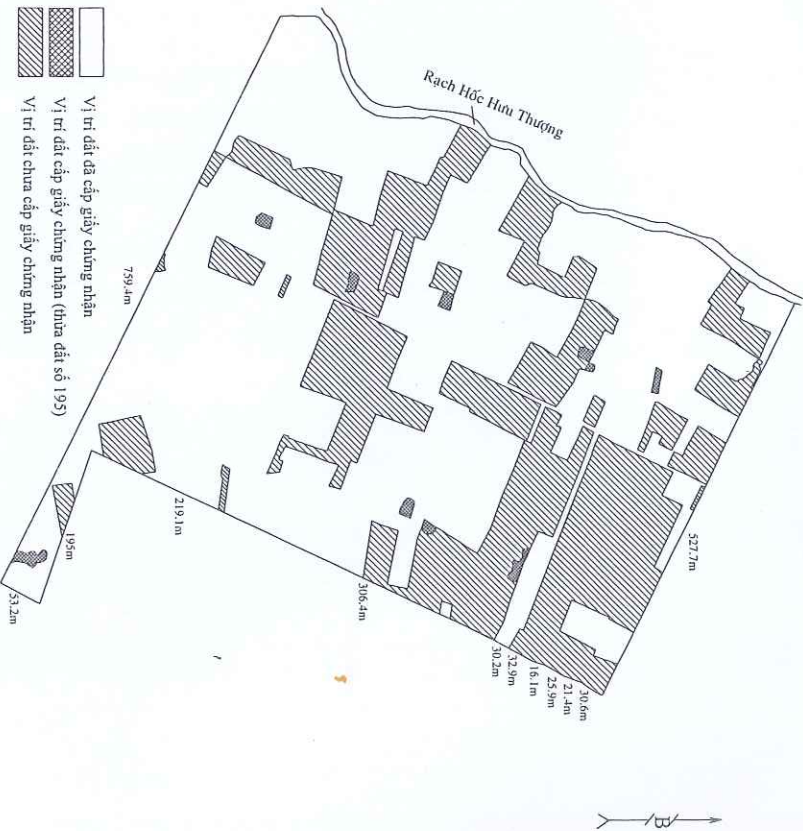 Rạch Hốc Hưu Thượng
759.4m
527.7m
219.1m
195m
53.2m
306.4m
30.2m
32.9m
16.1m
25.9m
21.4m
30.6m
Vị trí đất đã cấp giấy chứng nhận
Vị trí đất cấp giấy chứng nhận (thửa đất số 195)
Vị trí đất chưa cấp giấy chứng nhận
B